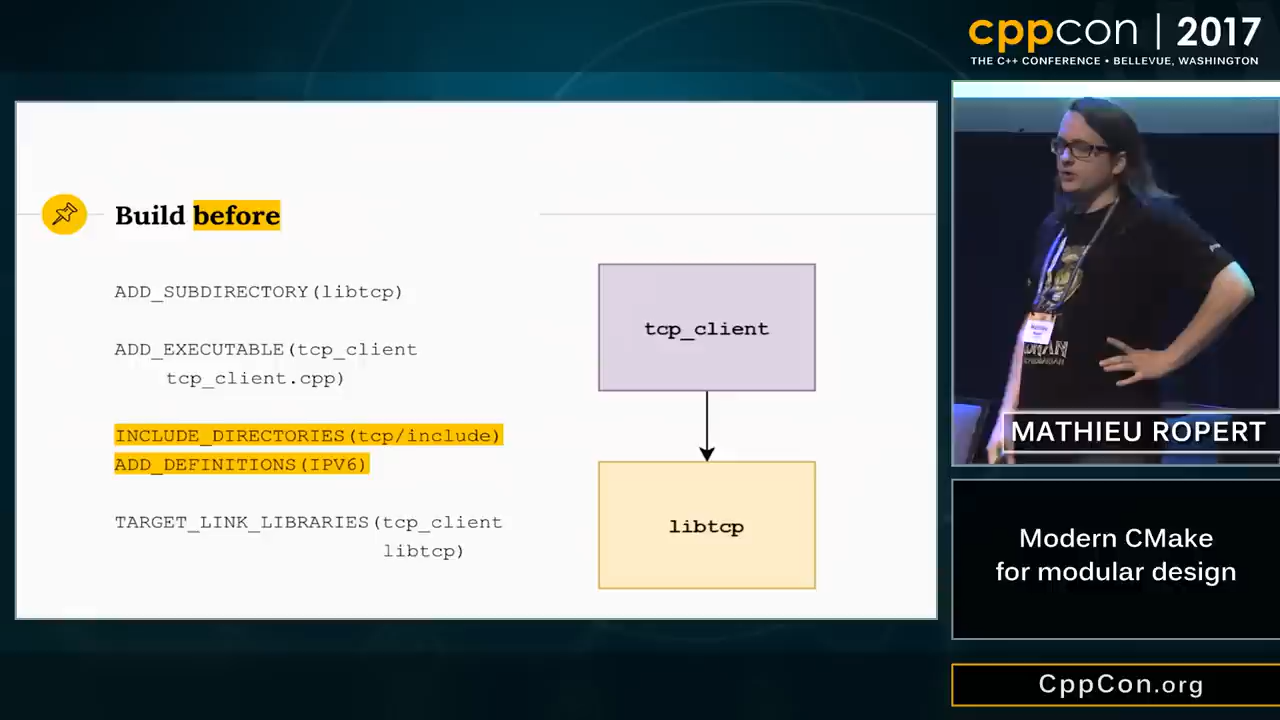 cppcon | 2017
THE C++ CONFERENCE • BELLEVUE, WASHINGTON
Build before
ADD_SUBDIRECTORY(libtcp)
ADD_EXECUTABLE(tcp_client
tcp_client.cpp)
INCLUDE_DIRECTORIES(tcp/include)
ADD_DEFINITIONS(IPV6)
TARGET_LINK_LIBRARIES(tcp_client
libtcp)
tcp_client
libtcp
MATHIEU ROPERT
Modern CMake
for modular design
CppCon.org